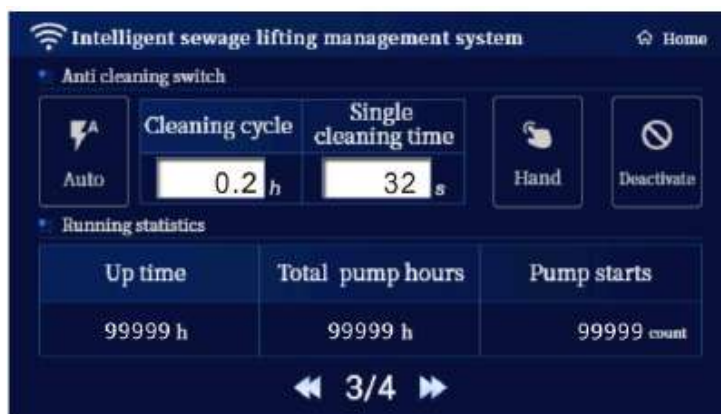 Intelligent sewage lifting management system Home
Anti cleaning switch
Auto
Cleaning cycle
0.2 h
Single
cleaning time
32 s
Hand
Deactivate
Running statistics
Up time Total pump hours Pump starts
99999 h 99999 h 99999 count
3/4